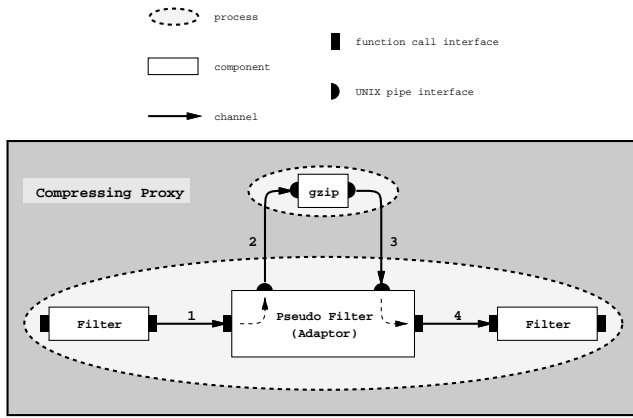 process
function call interface
component
UNIX pipe interface
channel
Compressing Proxy
gzip
2
3
Filter
1
Pseudo Filter
(Adaptor)
4
Filter